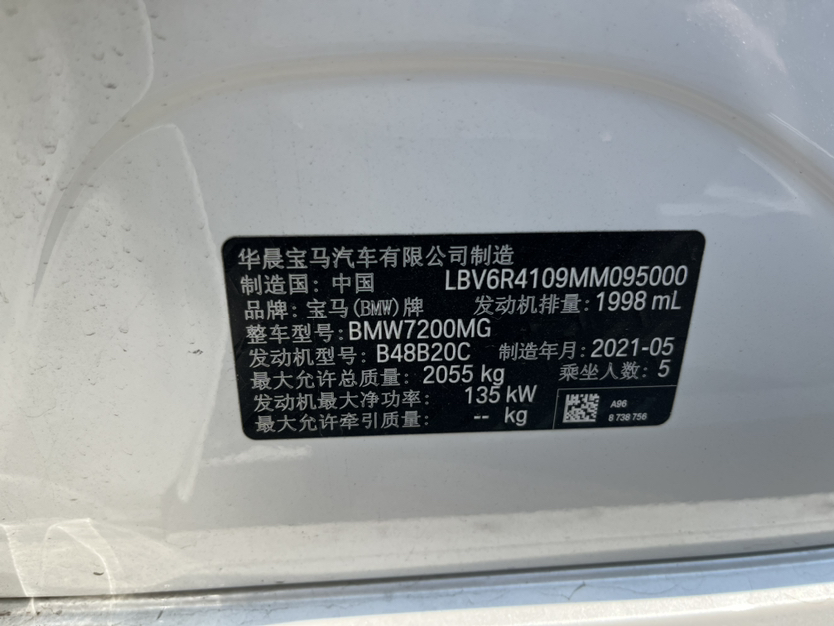 华晨宝马汽车有限公司制造
制造国：中国 LBV6R4109MM095000
品牌：宝马(BMW)牌 发动机排量：1998 mL
整车型号：BMW7200MG
发动机型号：B48B20C 制造年月：2021-05
最大允许总质量：2055 kg 乘坐人数：5
发动机最大净功率：135 kW
最大允许牵引质量：-- kg
A96
8 738 756